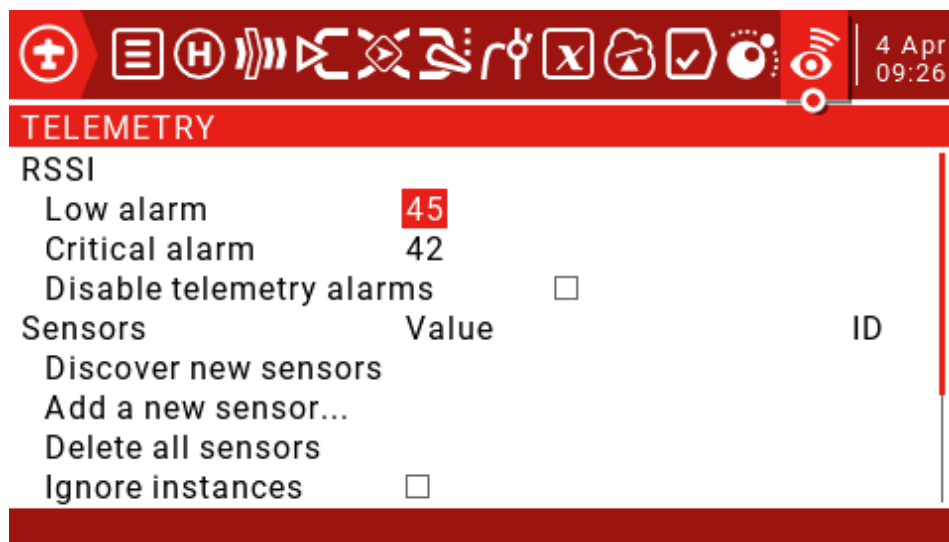 4 Apr
09:26
TELEMETRY
RSSI
Low alarm 45
Critical alarm 42
Disable telemetry alarms
Sensors Value ID
Discover new sensors
Add a new sensor...
Delete all sensors
Ignore instances